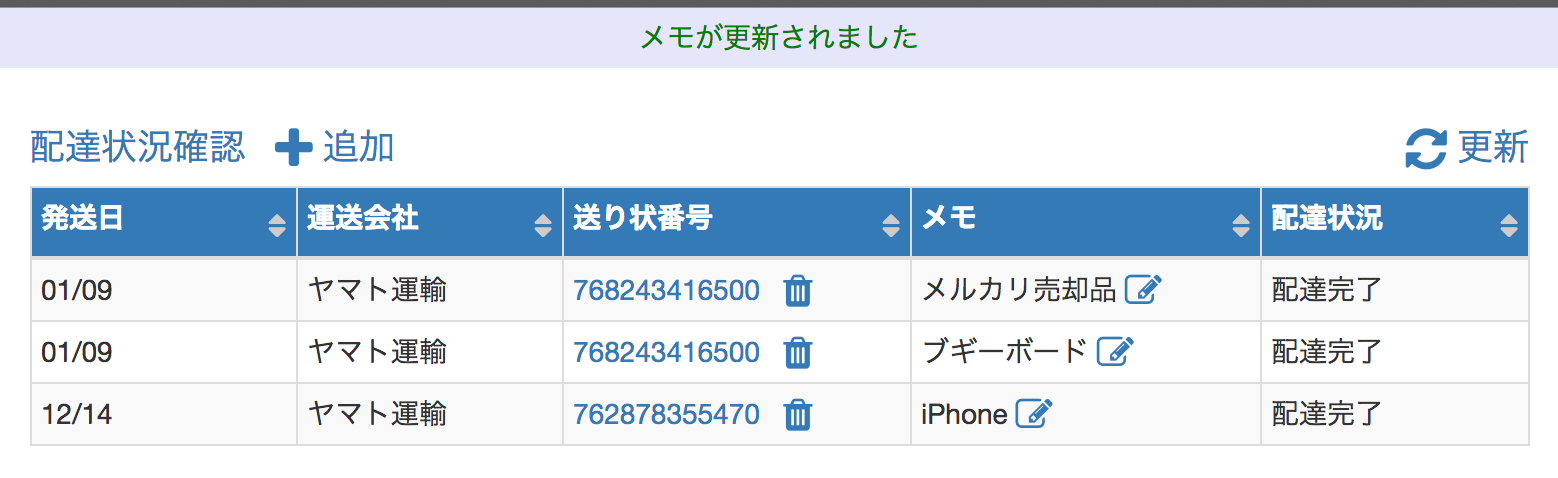 メモが更新されました
配達状況確認 追加 更新
発送日 運送会社 送り状番号 メモ 配達状況
01/09 ヤマト運輸 768243416500 メルカリ売却品 配達完了
01/09 ヤマト運輸 768243416500 ブギーボード 配達完了
12/14 ヤマト運輸 762878355470 iPhone 配達完了